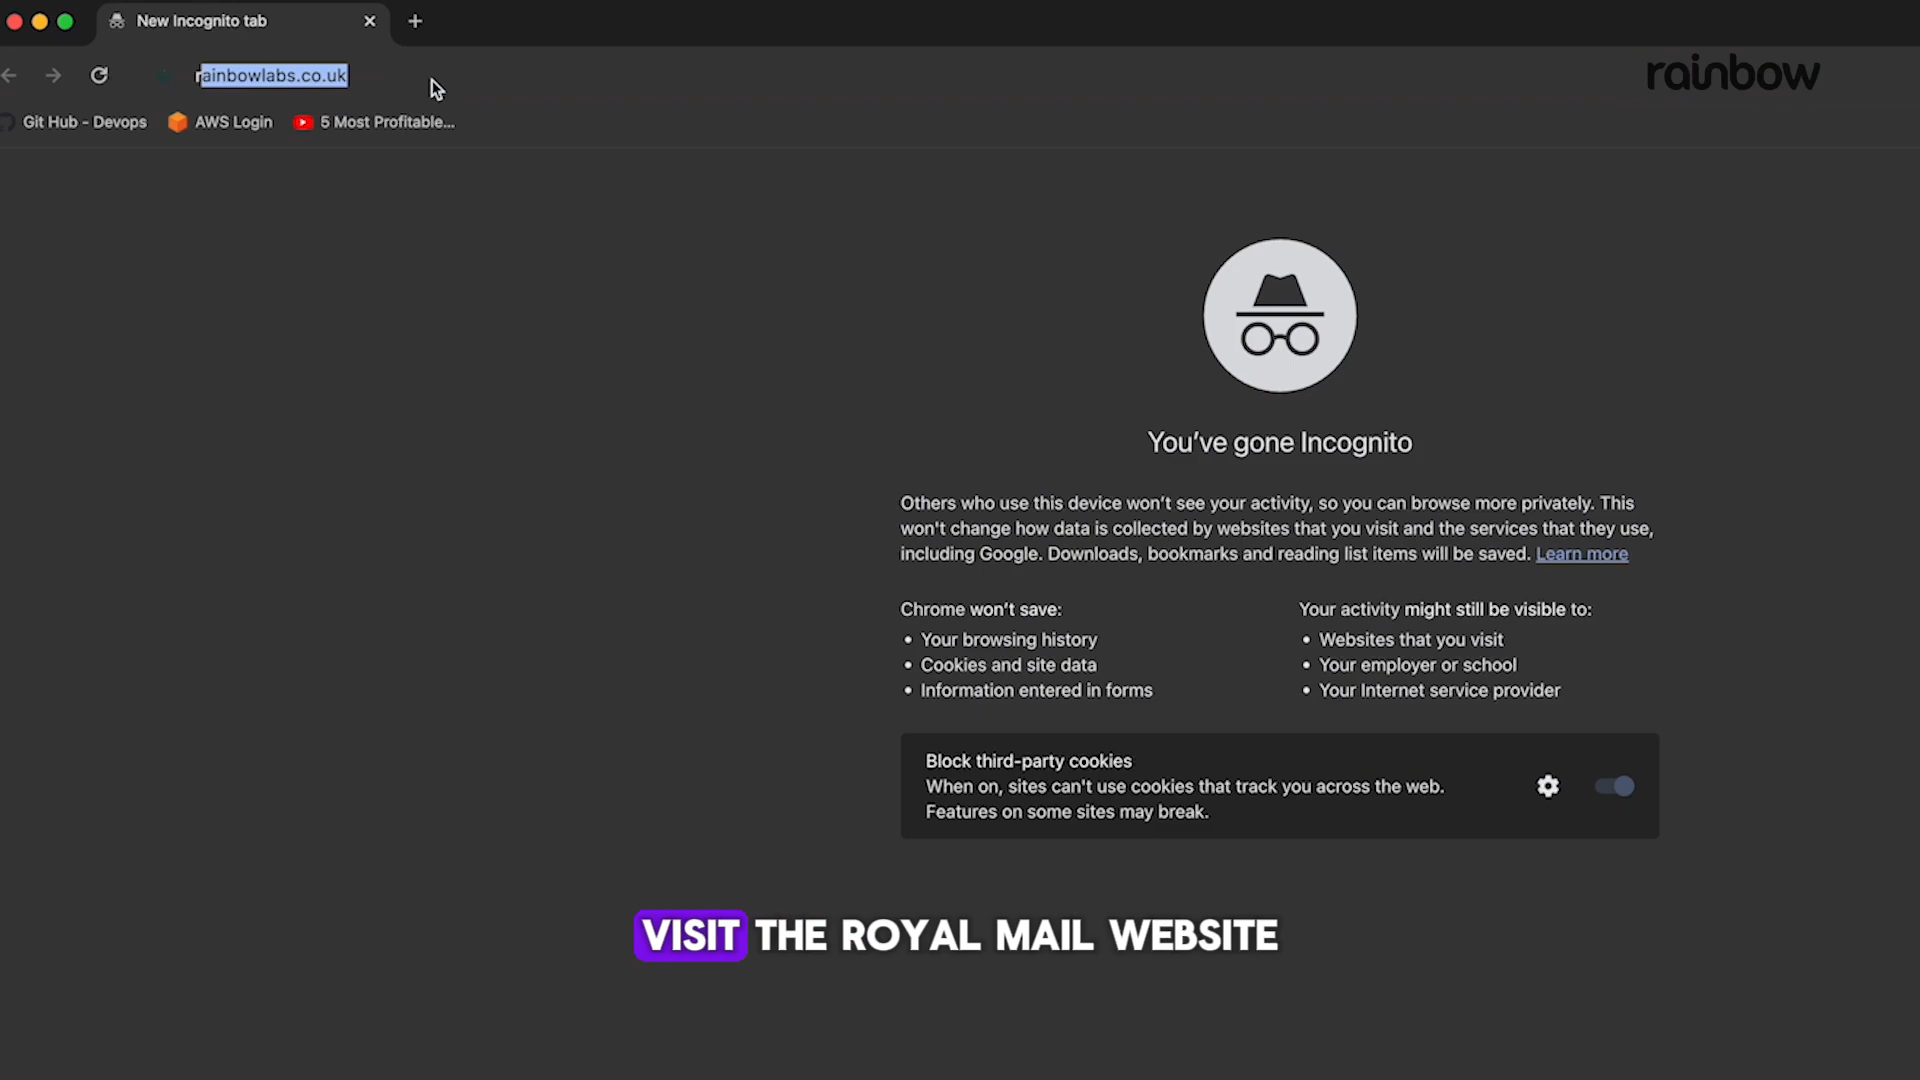 New Incognito tab
rainbowlabs.co.uk
rainbow
Git Hub - Devops
AWS Login
5 Most Profitable...
You've gone Incognito
Others who use this device won't see your activity, so you can browse more privately. This
won't change how data is collected by websites that you visit and the services that they use,
including Google. Downloads, bookmarks and reading list items will be saved. Learn more
Chrome won't save:
• Your browsing history
• Cookies and site data
• Information entered in forms
Your activity might still be visible to:
• Websites that you visit
• Your employer or school
• Your Internet service provider
Block third-party cookies
When on, sites can't use cookies that track you across the web.
Features on some sites may break.
VISIT THE ROYAL MAIL WEBSITE